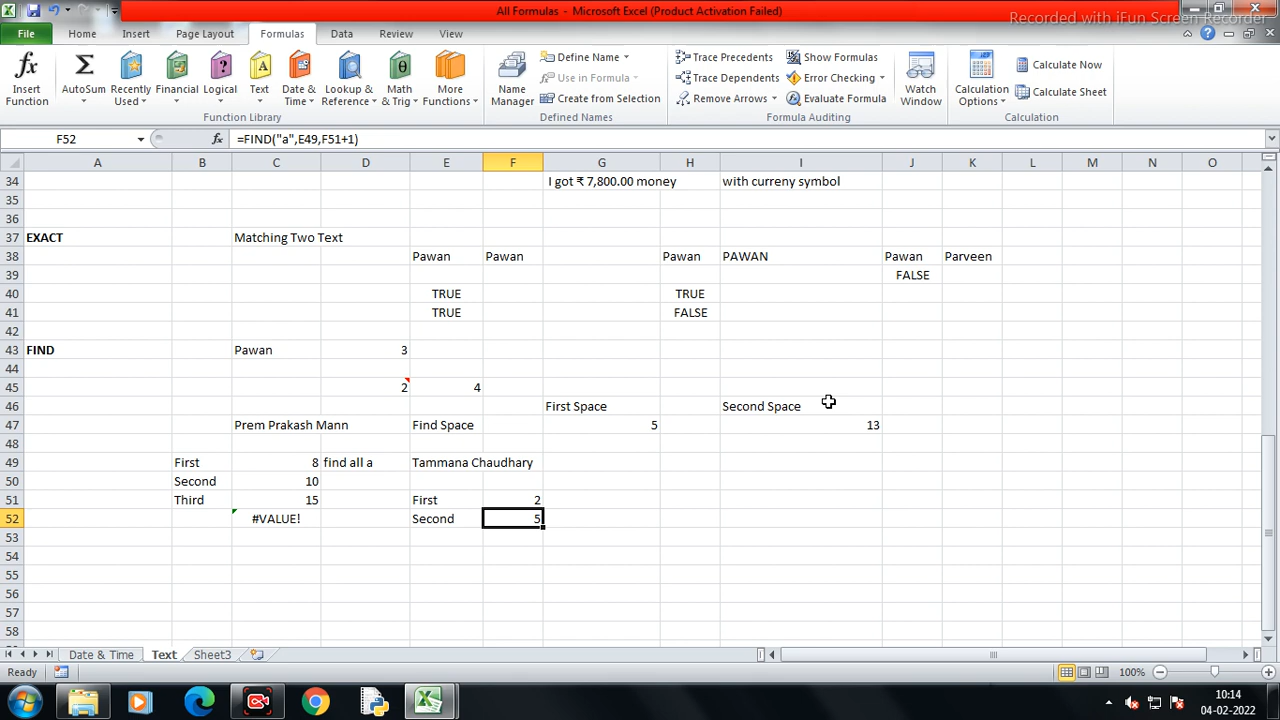 All Formulas - Microsoft Excel (Product Activation Failed)
Recorded with iFun Screen Recorder
File Home Insert Page Layout Formulas Data Review View
Insert Function
AutoSum
Recently Used
Financial
Logical
Text
Date & Time
Lookup & Reference
Math & Trig
More Functions
Function Library
Name Manager
Define Name
Use in Formula
Create from Selection
Defined Names
Trace Precedents
Trace Dependents
Remove Arrows
Show Formulas
Error Checking
Evaluate Formula
Watch Window
Formula Auditing
Calculation Options
Calculate Now
Calculate Sheet
Calculation
F52 fx =FIND("a",E49,F51+1)
A B C D E F G H I J K L M N O
34 I got ₹ 7,800.00 money with curreny symbol
35
36
37 EXACT Matching Two Text
38 Pawan Pawan Pawan PAWAN Pawan Parveen
39 FALSE
40 TRUE TRUE
41 TRUE FALSE
42
43 FIND Pawan 3
44
45 2 4
46 First Space Second Space
47 Prem Prakash Mann Find Space 5 13
48
49 First 8 find all a Tammana Chaudhary
50 Second 10
51 Third 15 First 2
52 #VALUE! Second 5
53
54
55
56
57
58
Date & Time Text Sheet3
Ready 100%
10:14
04-02-2022